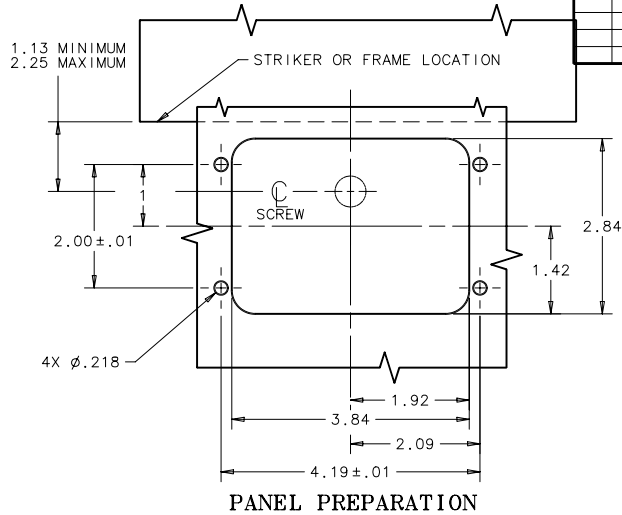 1.13 MINIMUM
2.25 MAXIMUM
STRIKER OR FRAME LOCATION
1
CL
SCREW
2.84
2.00±.01
1.42
4X ø.218
1.92
3.84
2.09
4.19±.01
PANEL PREPARATION